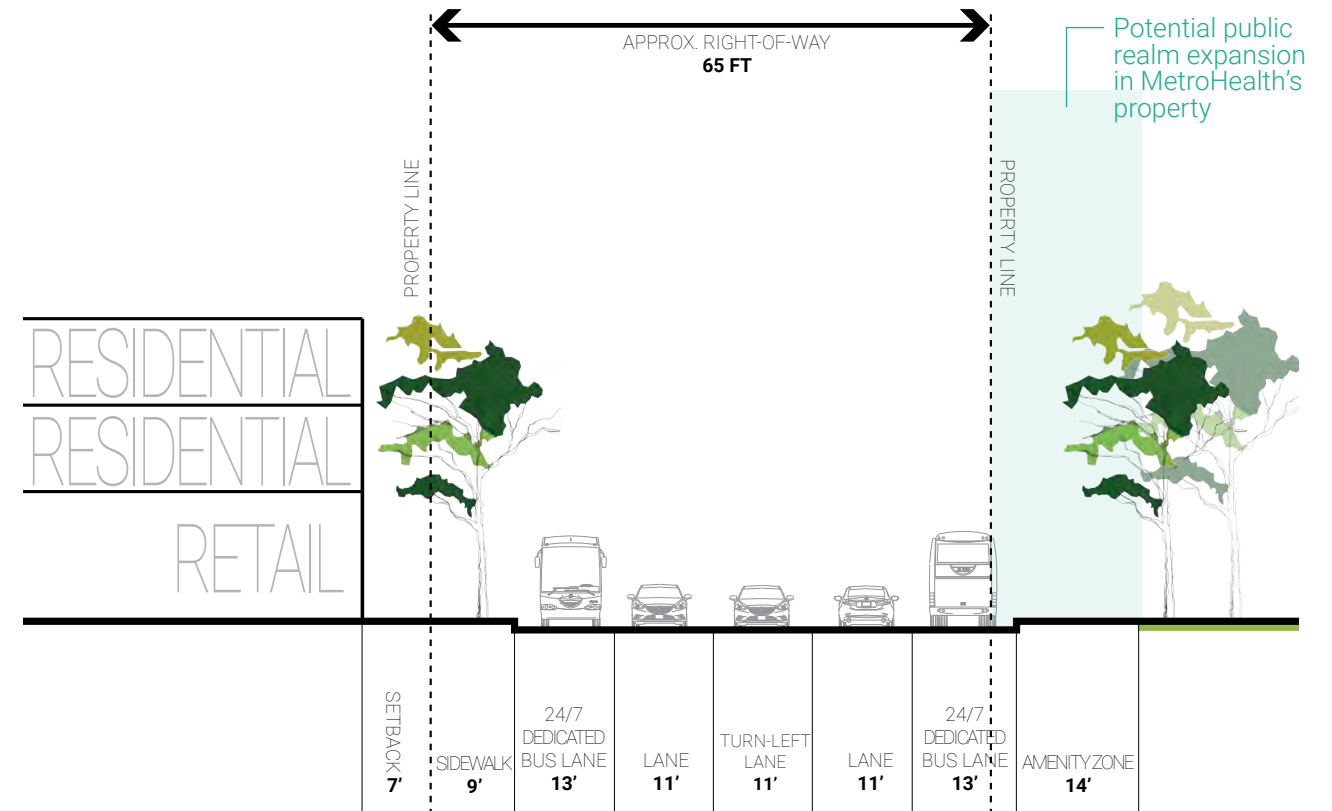 APPROX. RIGHT-OF-WAY
65 FT
Potential public
realm expansion
in MetroHealth's
property
PROPERTY LINE
PROPERTY LINE
RESIDENTIAL
RESIDENTIAL
RETAIL
SETBACK
7'
SIDEWALK
9'
24/7
DEDICATED
BUS LANE
13'
LANE
11'
TURN-LEFT
LANE
11'
LANE
11'
24/7
DEDICATED
BUS LANE
13'
AMENITY ZONE
14'